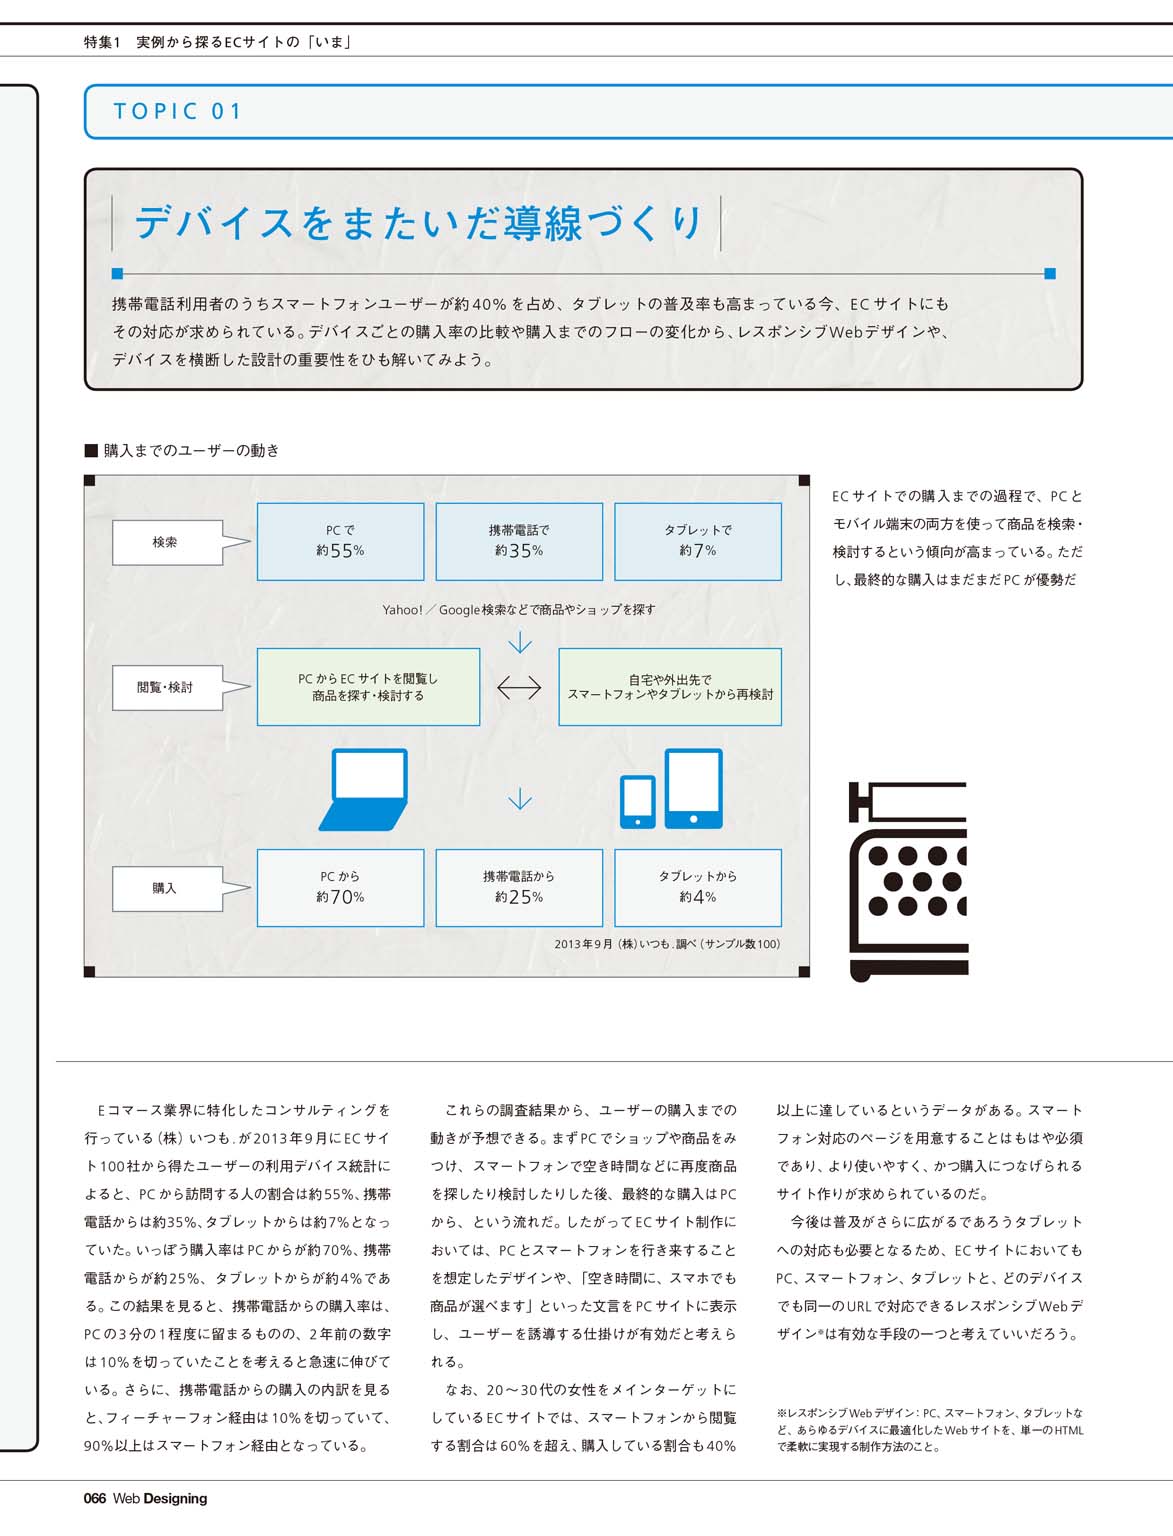 特集1　実例から探るECサイトの「いま」
TOPIC 01
デバイスをまたいだ導線づくり
携帯電話利用者のうちスマートフォンユーザーが約40%を占め、タブレットの普及率も高まっている今、ECサイトにも
その対応が求められている。デバイスごとの購入率の比較や購入までのフローの変化から、レスポンシブWebデザインや、
デバイスを横断した設計の重要性をひも解いてみよう。
■ 購入までのユーザーの動き
検索
PCで
約55%
携帯電話で
約35%
タブレットで
約7%
Yahoo!／Google検索などで商品やショップを探す
閲覧・検討
PCからECサイトを閲覧し
商品を探す・検討する
自宅や外出先で
スマートフォンやタブレットから再検討
購入
PCから
約70%
携帯電話から
約25%
タブレットから
約4%
2013年9月（株）いつも.調べ（サンプル数100）
ECサイトでの購入までの過程で、PCと
モバイル端末の両方を使って商品を検索・
検討するという傾向が高まっている。ただ
し、最終的な購入はまだまだPCが優勢だ
Eコマース業界に特化したコンサルティングを
行っている（株）いつも.が2013年9月にECサイ
ト100社から得たユーザーの利用デバイス統計に
よると、PCから訪問する人の割合は約55%、携帯
電話からは約35%、タブレットからは約7%となっ
ていた。いっぽう購入率はPCからが約70%、携帯
電話からが約25%、タブレットからが約4%であ
る。この結果を見ると、携帯電話からの購入率は、
PCの3分の1程度に留まるものの、2年前の数字
は10%を切っていたことを考えると急速に伸びて
いる。さらに、携帯電話からの購入の内訳を見る
と、フィーチャーフォン経由は10%を切っていて、
90%以上はスマートフォン経由となっている。
これらの調査結果から、ユーザーの購入までの
動きが予想できる。まずPCでショップや商品をみ
つけ、スマートフォンで空き時間などに再度商品
を探したり検討したりした後、最終的な購入はPC
から、という流れだ。したがってECサイト制作に
おいては、PCとスマートフォンを行き来すること
を想定したデザインや、「空き時間に、スマホでも
商品が選べます」といった文言をPCサイトに表示
し、ユーザーを誘導する仕掛けが有効だと考えら
れる。
なお、20〜30代の女性をメインターゲットに
しているECサイトでは、スマートフォンから閲覧
する割合は60%を超え、購入している割合も40%
以上に達しているというデータがある。スマート
フォン対応のページを用意することはもはや必須
であり、より使いやすく、かつ購入につなげられる
サイト作りが求められているのだ。
今後は普及がさらに広がるであろうタブレット
への対応も必要となるため、ECサイトにおいても
PC、スマートフォン、タブレットと、どのデバイス
でも同一のURLで対応できるレスポンシブWebデ
ザイン※は有効な手段の一つと考えていいだろう。
※レスポンシブWebデザイン：PC、スマートフォン、タブレットな
ど、あらゆるデバイスに最適化したWebサイトを、単一のHTML
で柔軟に実現する制作方法のこと。
066 Web Designing